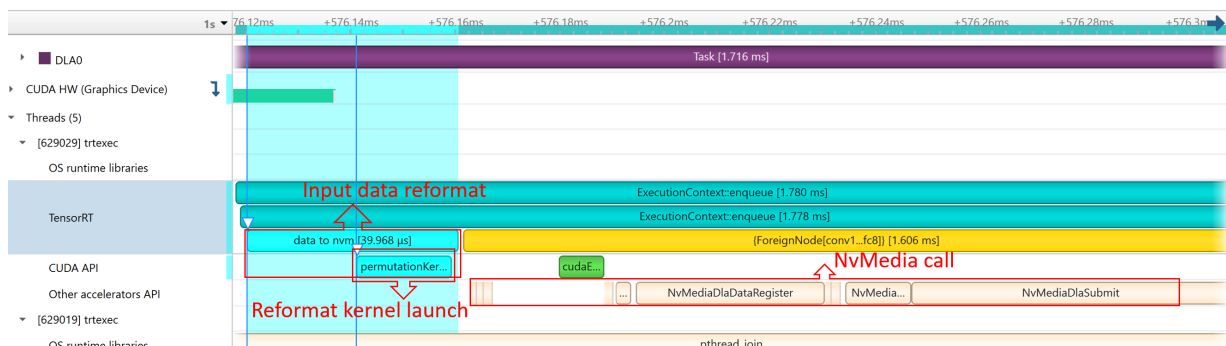 1s 76.12ms +576.14ms +576.16ms +576.18ms +576.2ms +576.22ms +576.24ms +576.26ms +576.28ms
DLA0 Task [1.716 ms]
CUDA HW (Graphics Device)
Threads (5)
[629029] trtexec
OS runtime libraries
Input data reformat ExecutionContext::enqueue [1.780 ms]
TensorRT ExecutionContext::enqueue [1.778 ms]
data to nvm [39.968 μs] {ForeignNode[conv1...fc8]} [1.606 ms]
CUDA API permutationKer... cudaE... NvMedia call
Other accelerators API ... NvMediaDlaDataRegister NvMedia... NvMediaDlaSubmit
Reformat kernel launch
[629019] trtexec
OS runtime libraries pthread_join